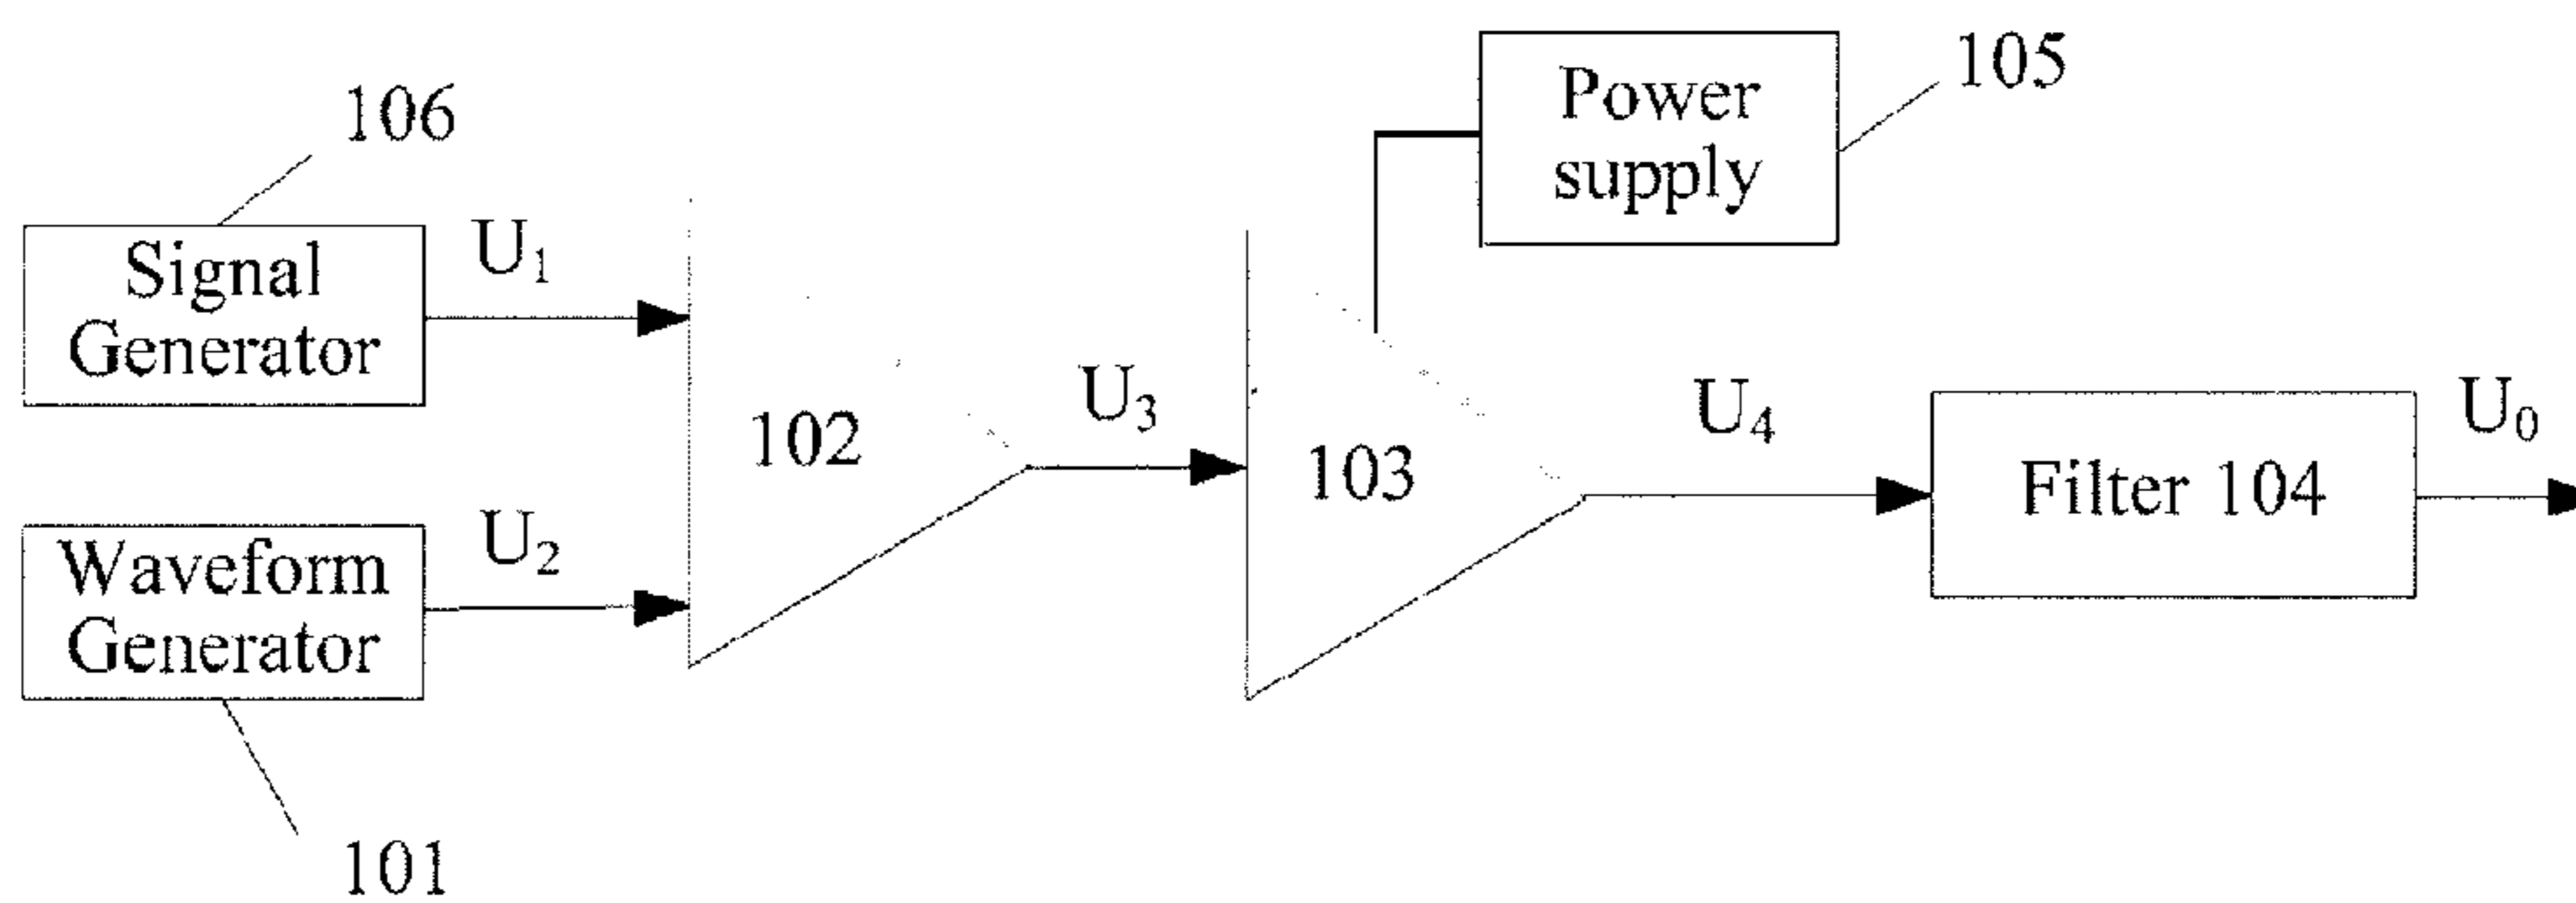 106
Signal
Generator
U₁
Waveform
Generator
U₂
101
102
U₃
103
Power
supply
105
U₄
Filter 104
U₀